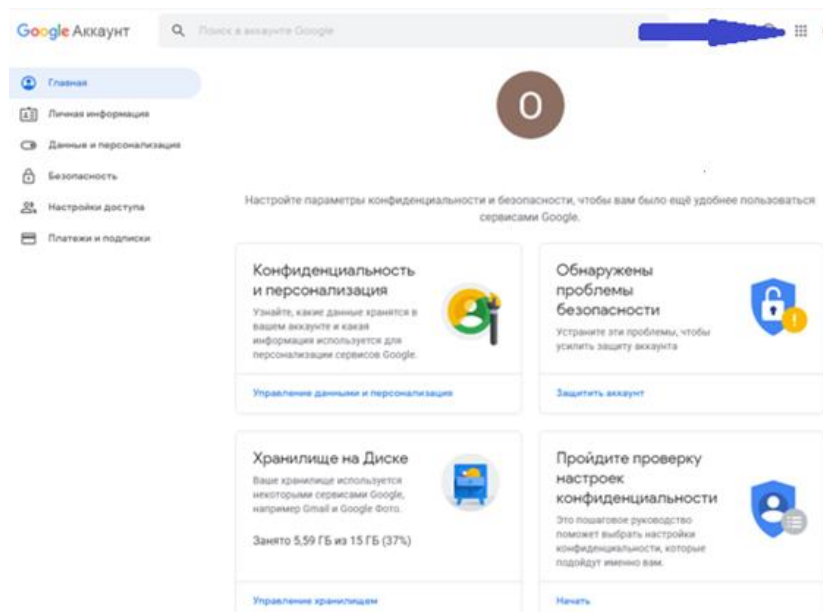 Google Аккаунт
Поиск в аккаунте Google
Главная
Личная информация
Данные и персонализация
Безопасность
Настройки доступа
Платежи и подписки
O
Настройте параметры конфиденциальности и безопасности, чтобы вам было ещё удобнее пользоваться
сервисами Google.
Конфиденциальность
и персонализация
Узнайте, какие данные хранятся в
вашем аккаунте и какая
информация используется для
персонализации сервисов Google.
Управление данными и персонализация
Обнаружены
проблемы
безопасности
Устраните эти проблемы, чтобы
усилить защиту аккаунта
Защитить аккаунт
Хранилище на Диске
Ваше хранилище используется
некоторыми сервисами Google,
например Gmail и Google Фото.
Занято 5,59 ГБ из 15 ГБ (37%)
Управление хранилищем
Пройдите проверку
настроек
конфиденциальности
Это пошаговое руководство
поможет выбрать настройки
конфиденциальности, которые
подойдут именно вам.
Начать